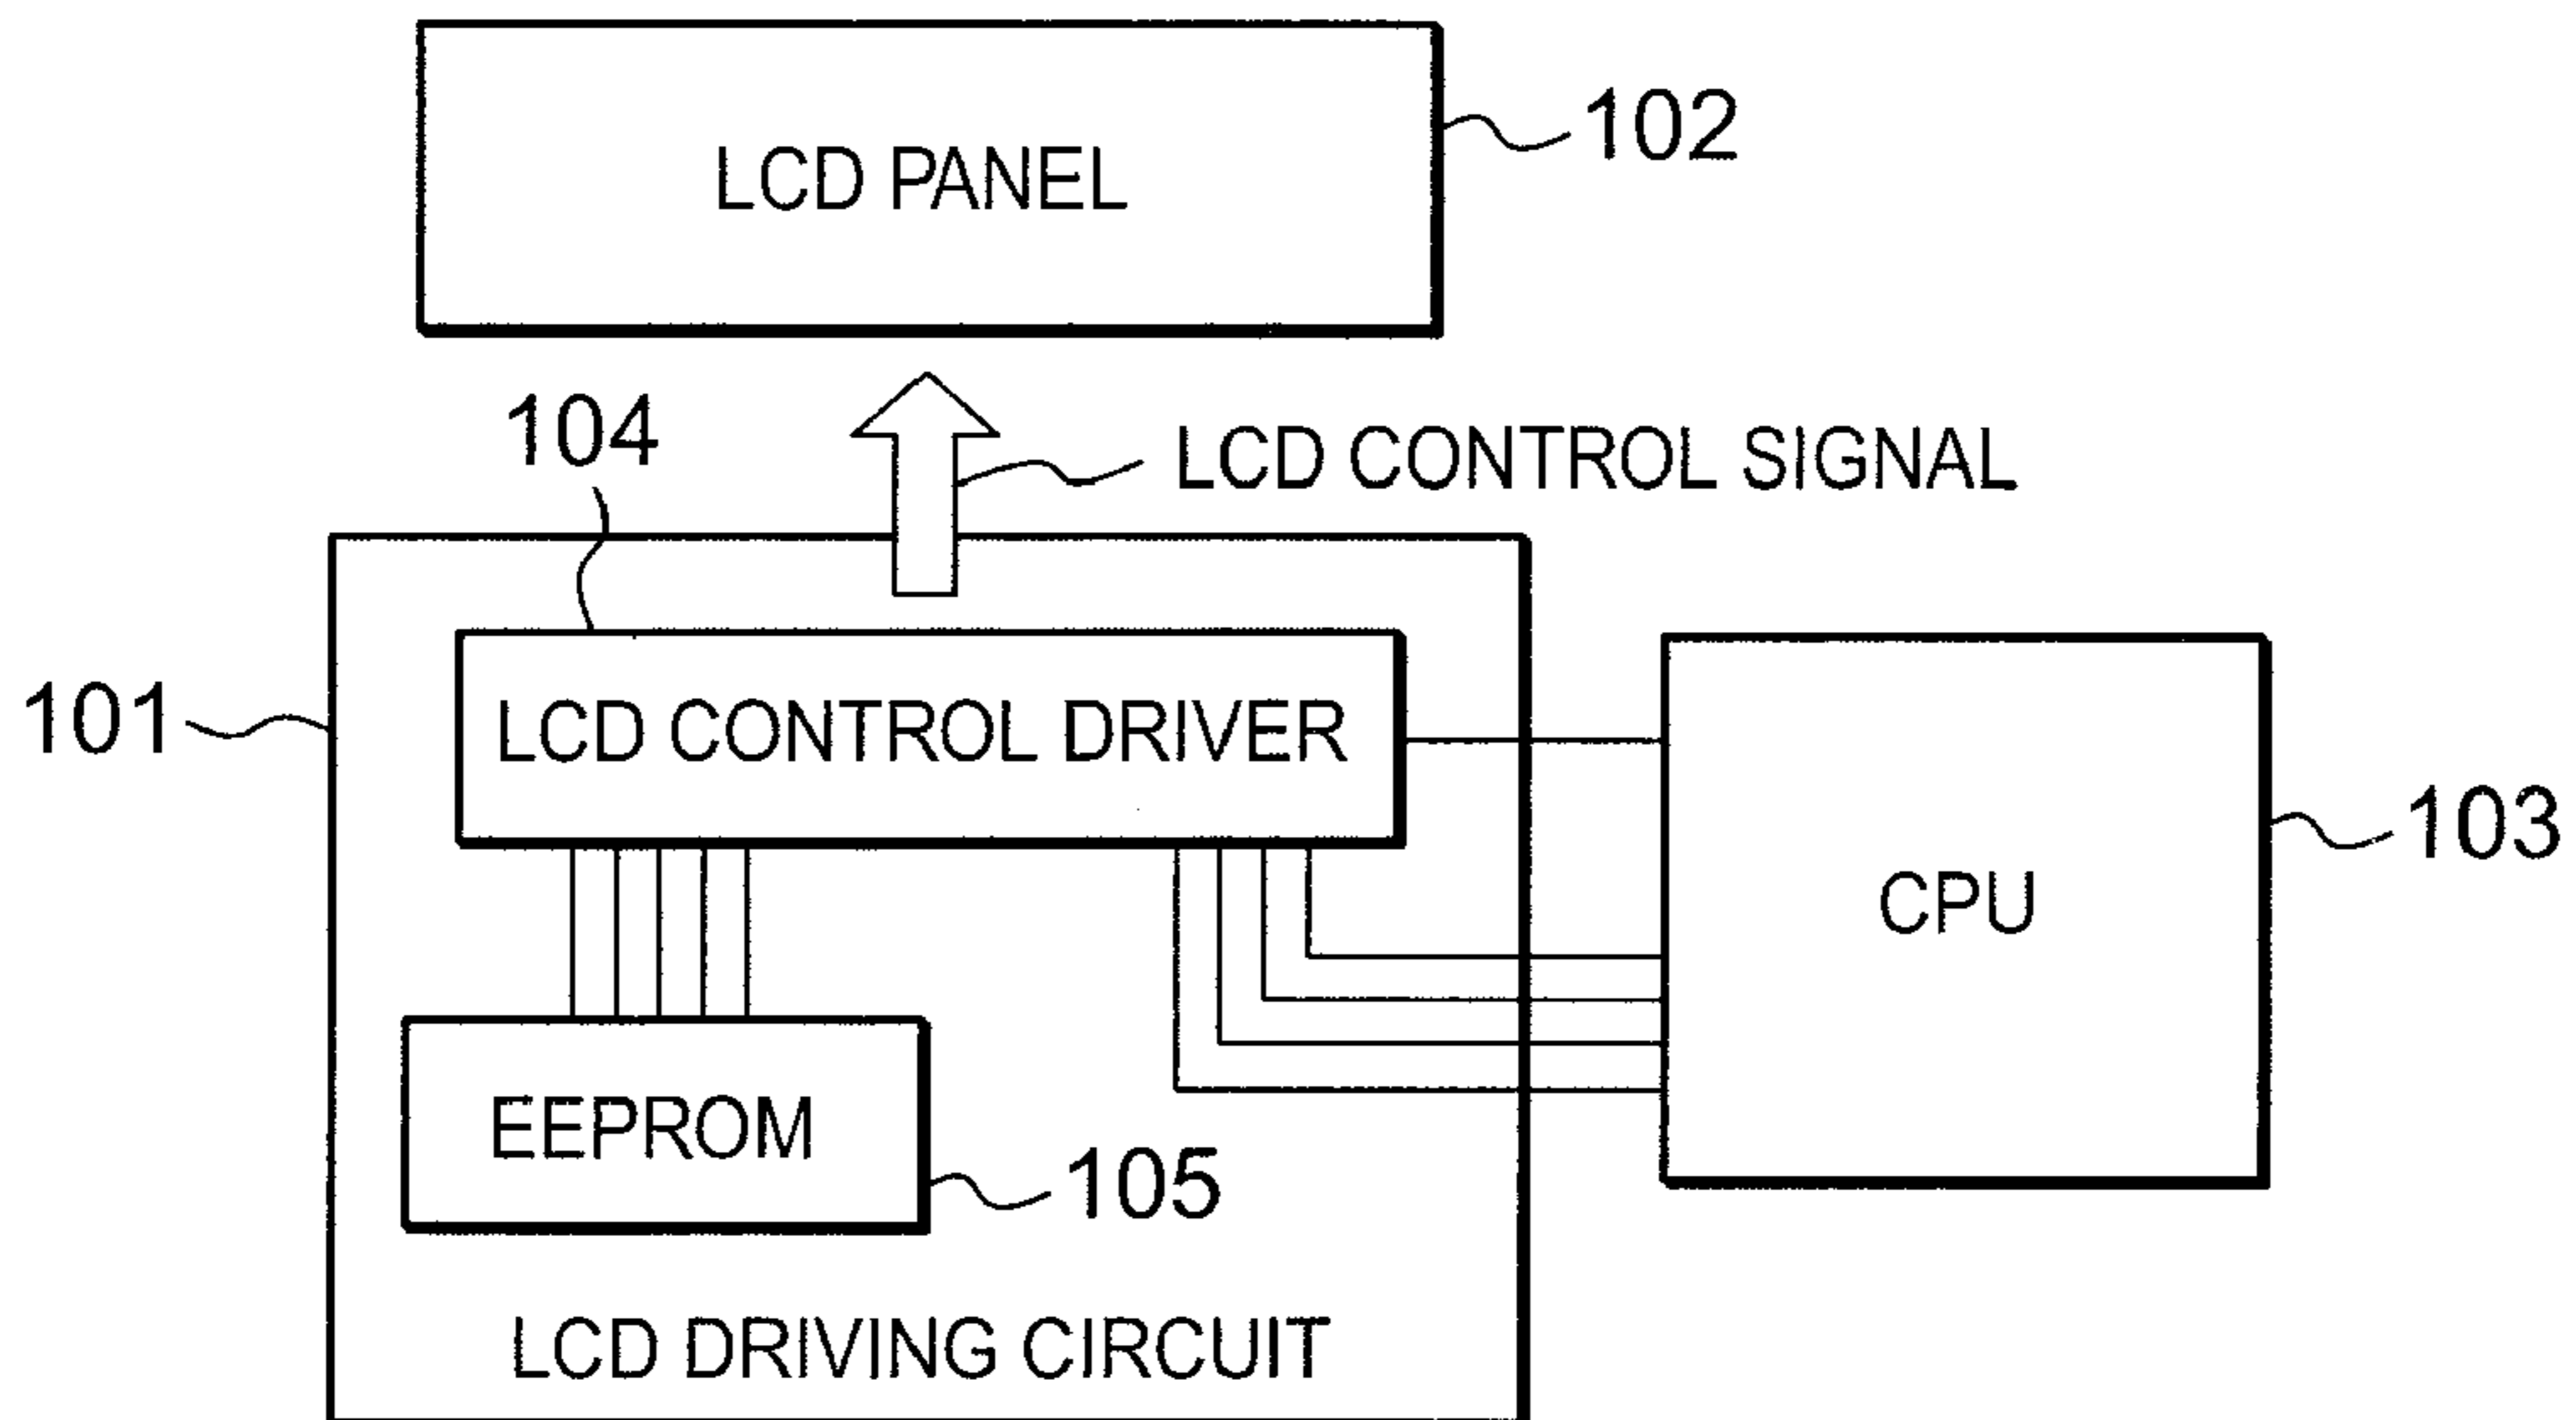 LCD PANEL
102
104
LCD CONTROL SIGNAL
101
LCD CONTROL DRIVER
103
CPU
EEPROM
105
LCD DRIVING CIRCUIT